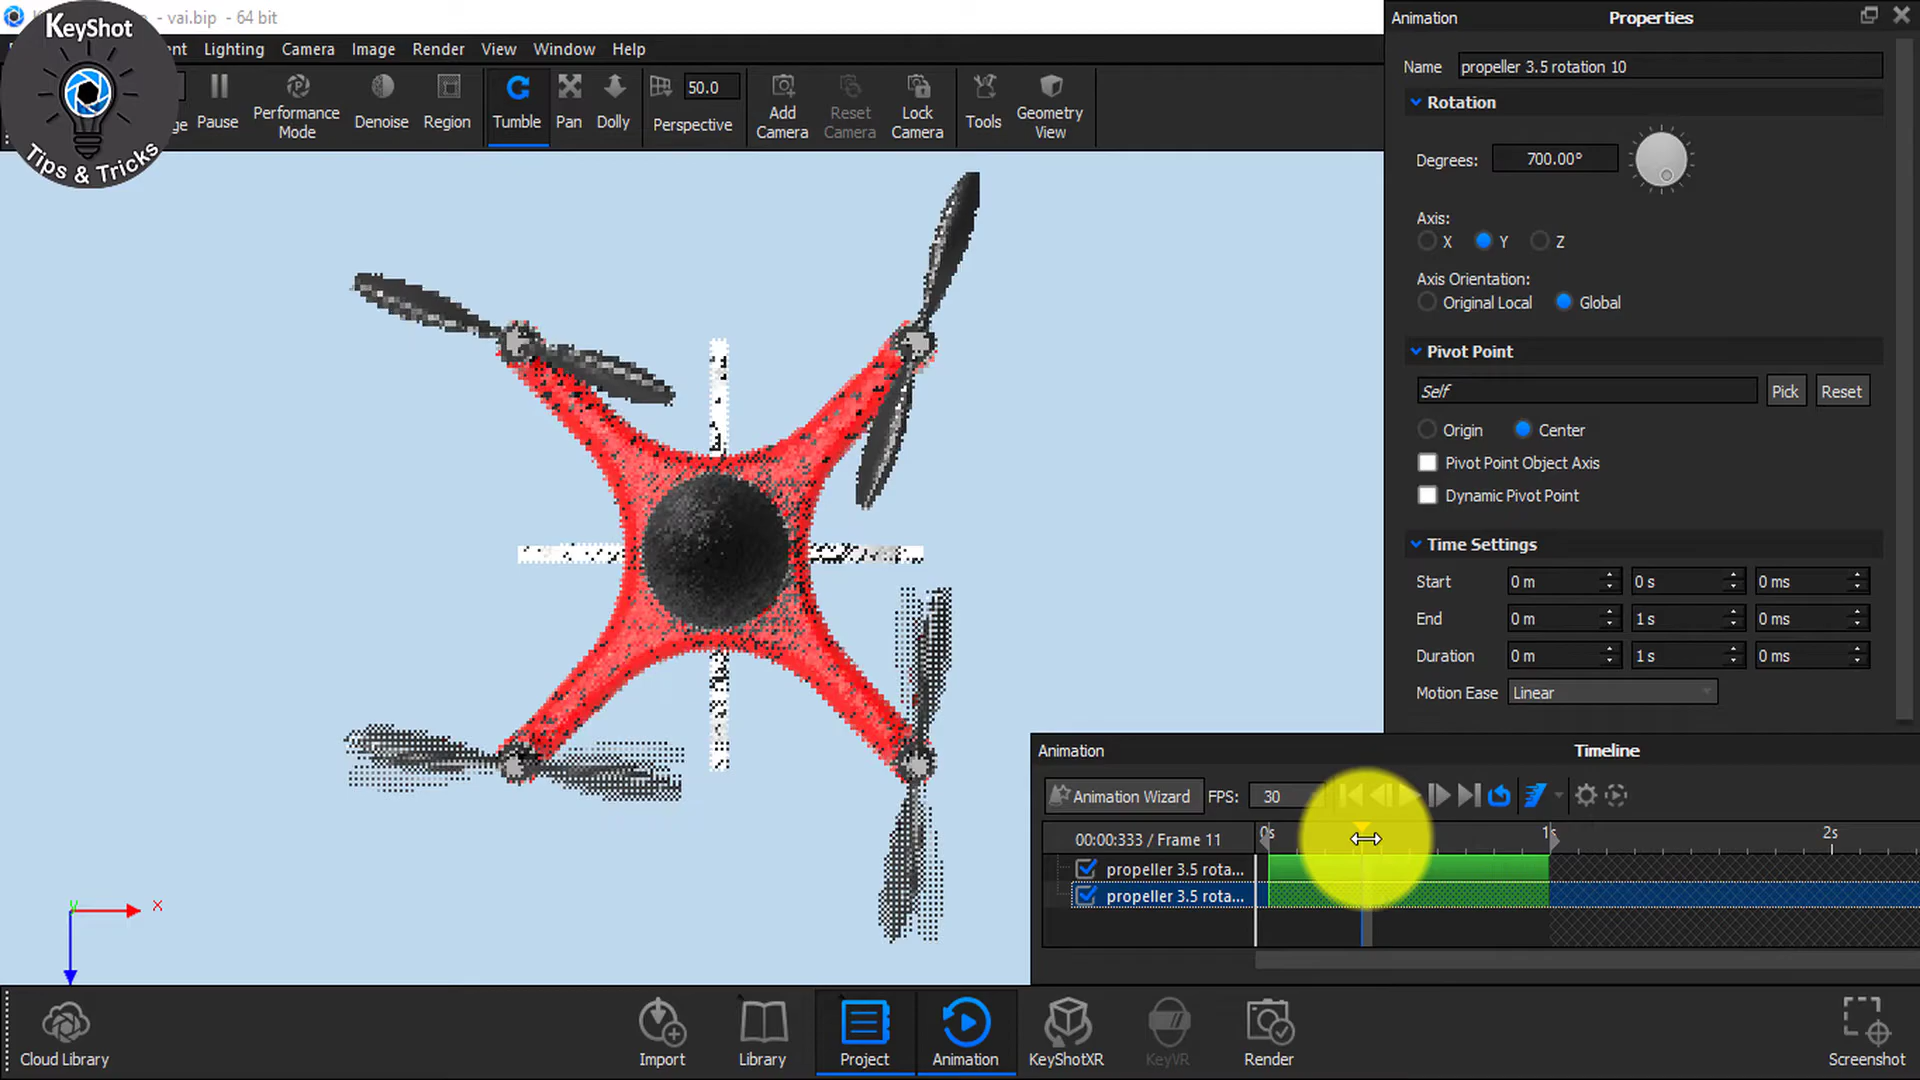 KeyShot
Tips & Tricks
- vai.bip - 64 bit
nt Lighting Camera Image Render View Window Help
ge
Pause
Performance Mode
Denoise
Region
Tumble
Pan
Dolly
50.0
Perspective
Add Camera
Reset Camera
Lock Camera
Tools
Geometry View
Animation Properties
Name propeller 3.5 rotation 10
Rotation
Degrees: 700.00°
Axis:
X Y Z
Axis Orientation:
Original Local Global
Pivot Point
Self Pick Reset
Origin Center
Pivot Point Object Axis
Dynamic Pivot Point
Time Settings
Start 0 m 0 s 0 ms
End 0 m 1 s 0 ms
Duration 0 m 1 s 0 ms
Motion Ease Linear
Animation Timeline
Animation Wizard FPS: 30
00:00:333 / Frame 11 0s 1s 2s
propeller 3.5 rota...
propeller 3.5 rota...
Y X
Cloud Library Import Library Project Animation KeyShotXR KeyVR Render Screenshot